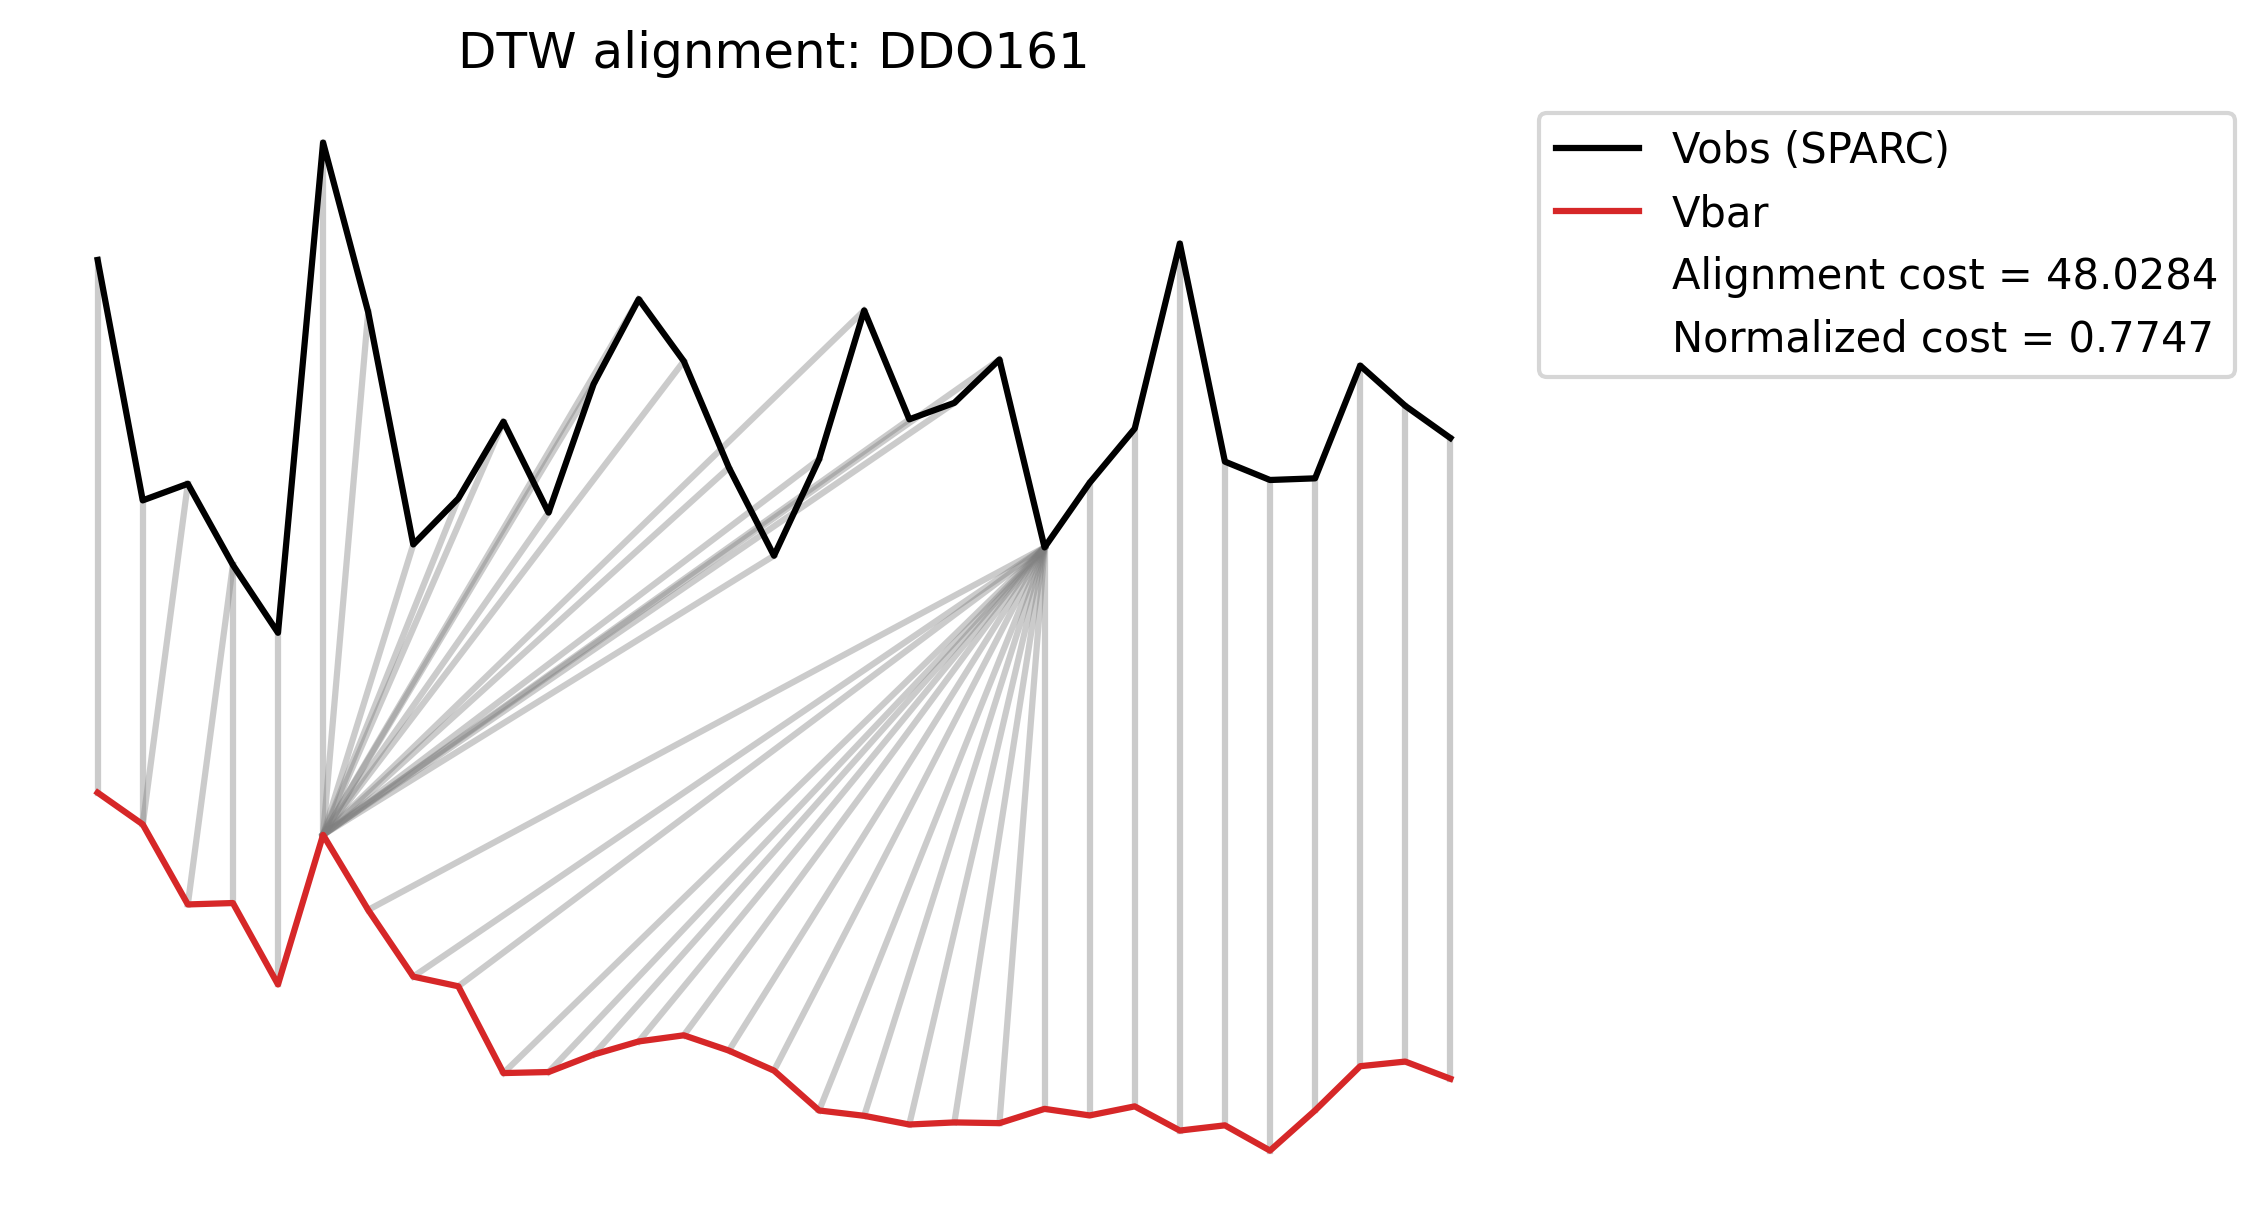 DTW alignment: DDO161
Vobs (SPARC)
Vbar
Alignment cost = 48.0284
Normalized cost = 0.7747